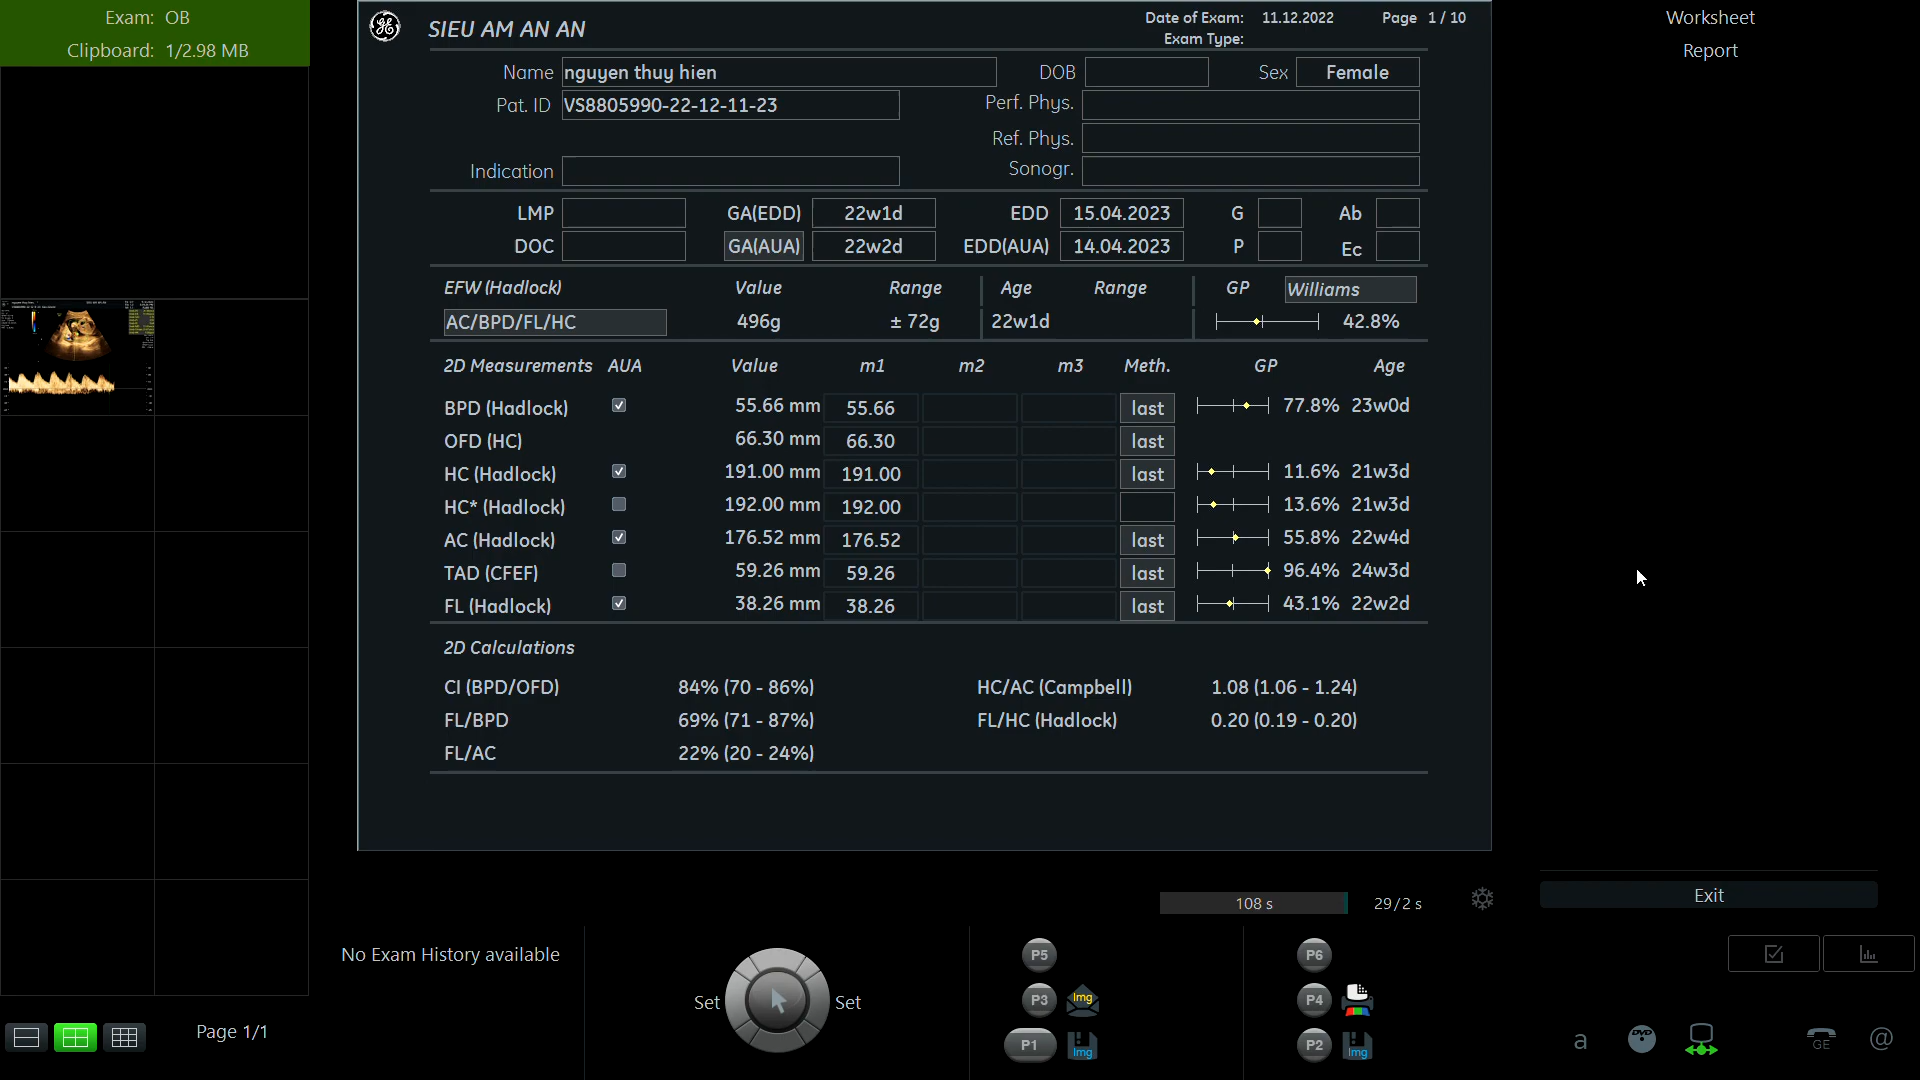 Exam: OB
Clipboard: 1/2.98 MB
SIEU AM AN AN
Date of Exam: 11.12.2022 Page 1 / 10
Exam Type:
Worksheet
Report
Name nguyen thuy hien DOB Sex Female
Pat. ID VS8805990-22-12-11-23 Perf. Phys.
Ref. Phys.
Indication Sonogr.
LMP GA(EDD) 22w1d EDD 15.04.2023 G Ab
DOC GA(AUA) 22w2d EDD(AUA) 14.04.2023 P Ec
EFW (Hadlock) Value Range Age Range GP Williams
AC/BPD/FL/HC 496g ± 72g 22w1d 42.8%
2D Measurements AUA Value m1 m2 m3 Meth. GP Age
BPD (Hadlock) 55.66 mm 55.66 last 77.8% 23w0d
OFD (HC) 66.30 mm 66.30 last
HC (Hadlock) 191.00 mm 191.00 last 11.6% 21w3d
HC* (Hadlock) 192.00 mm 192.00 13.6% 21w3d
AC (Hadlock) 176.52 mm 176.52 last 55.8% 22w4d
TAD (CFEF) 59.26 mm 59.26 last 96.4% 24w3d
FL (Hadlock) 38.26 mm 38.26 last 43.1% 22w2d
2D Calculations
CI (BPD/OFD) 84% (70 - 86%) HC/AC (Campbell) 1.08 (1.06 - 1.24)
FL/BPD 69% (71 - 87%) FL/HC (Hadlock) 0.20 (0.19 - 0.20)
FL/AC 22% (20 - 24%)
108 s 29/2 s
Exit
No Exam History available
Set Set
P5 P6
P3 Img P4
P1 Img P2 Img
Page 1/1
a DVD GE @